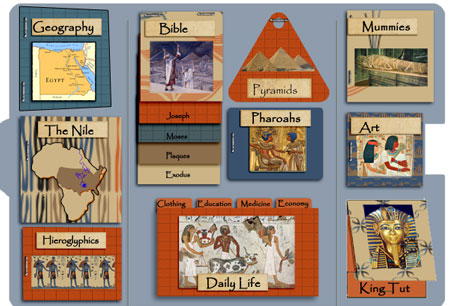 Geography
EGYPT
The Nile
Hieroglyphics
Bible
Joseph
Moses
Plaques
Exodus
Pyramids
Pharoahs
Clothing
Education
Medicine
Economy
Daily Life
Mummies
Art
King Tut